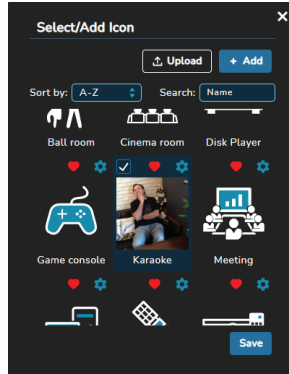 Select/Add Icon
Upload
+ Add
Sort by: A-Z
Search: Name
Ball room
Cinema room
Disk Player
Game console
Karaoke
Meeting
Save